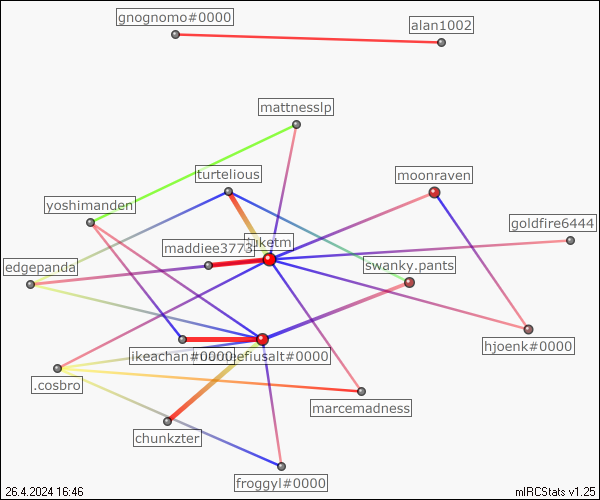 gnognomo#0000
alan1002
mattnesslp
turtelious
moonraven
yoshimanden
goldfire6444
maddiee3773
uketm
edgepanda
swanky.pants
hjoenk#0000
ikeachan#0000
efiusalt#0000
.cosbro
marcemadness
chunkzter
froggyl#0000
26.4.2024 16:46
mIRCStats v1.25